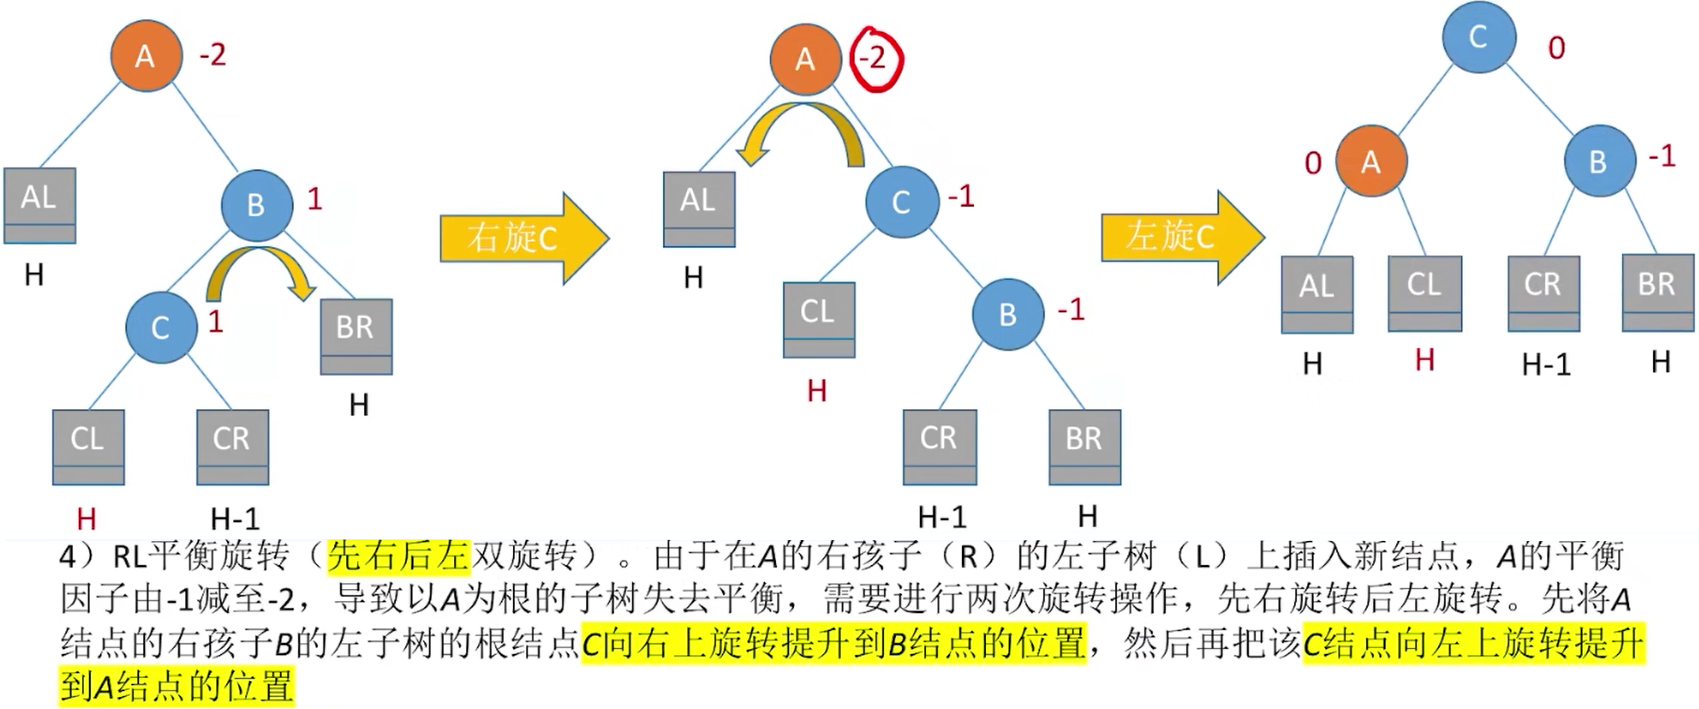 A -2
AL
H
B 1
C 1
BR
H
CL
CR
H
H-1
右旋C
A -2
AL
H
C -1
CL
H
B -1
CR
BR
H-1
H
左旋C
C 0
0 A
B -1
AL
CL
CR
BR
H
H
H-1
H
4）RL平衡旋转（先右后左双旋转）。由于在A的右孩子（R）的左子树（L）上插入新结点，A的平衡
因子由-1减至-2，导致以A为根的子树失去平衡，需要进行两次旋转操作，先右旋转后左旋转。先将A
结点的右孩子B的左子树的根结点C向右上旋转提升到B结点的位置，然后再把该C结点向左上旋转提升
到A结点的位置